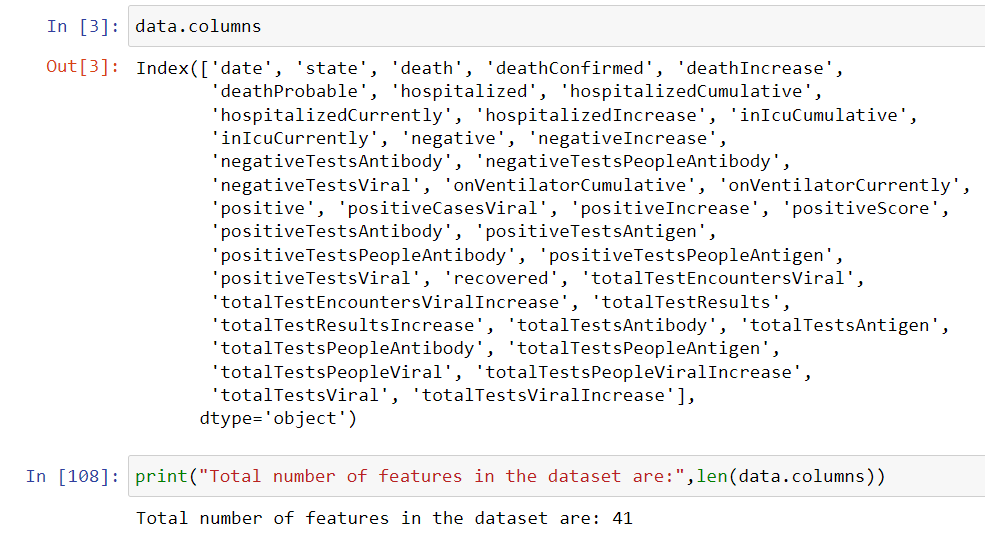 In [3]: data.columns
Out[3]: Index(['date', 'state', 'death', 'deathConfirmed', 'deathIncrease',
'deathProbable', 'hospitalized', 'hospitalizedCumulative',
'hospitalizedCurrently', 'hospitalizedIncrease', 'inIcuCumulative',
'inIcuCurrently', 'negative', 'negativeIncrease',
'negativeTestsAntibody', 'negativeTestsPeopleAntibody',
'negativeTestsViral', 'onVentilatorCumulative', 'onVentilatorCurrently',
'positive', 'positiveCasesViral', 'positiveIncrease', 'positiveScore',
'positiveTestsAntibody', 'positiveTestsAntigen',
'positiveTestsPeopleAntibody', 'positiveTestsPeopleAntigen',
'positiveTestsViral', 'recovered', 'totalTestEncountersViral',
'totalTestEncountersViralIncrease', 'totalTestResults',
'totalTestResultsIncrease', 'totalTestsAntibody', 'totalTestsAntigen',
'totalTestsPeopleAntibody', 'totalTestsPeopleAntigen',
'totalTestsPeopleViral', 'totalTestsPeopleViralIncrease',
'totalTestsViral', 'totalTestsViralIncrease'],
dtype='object')
In [108]: print("Total number of features in the dataset are:",len(data.columns))
Total number of features in the dataset are: 41